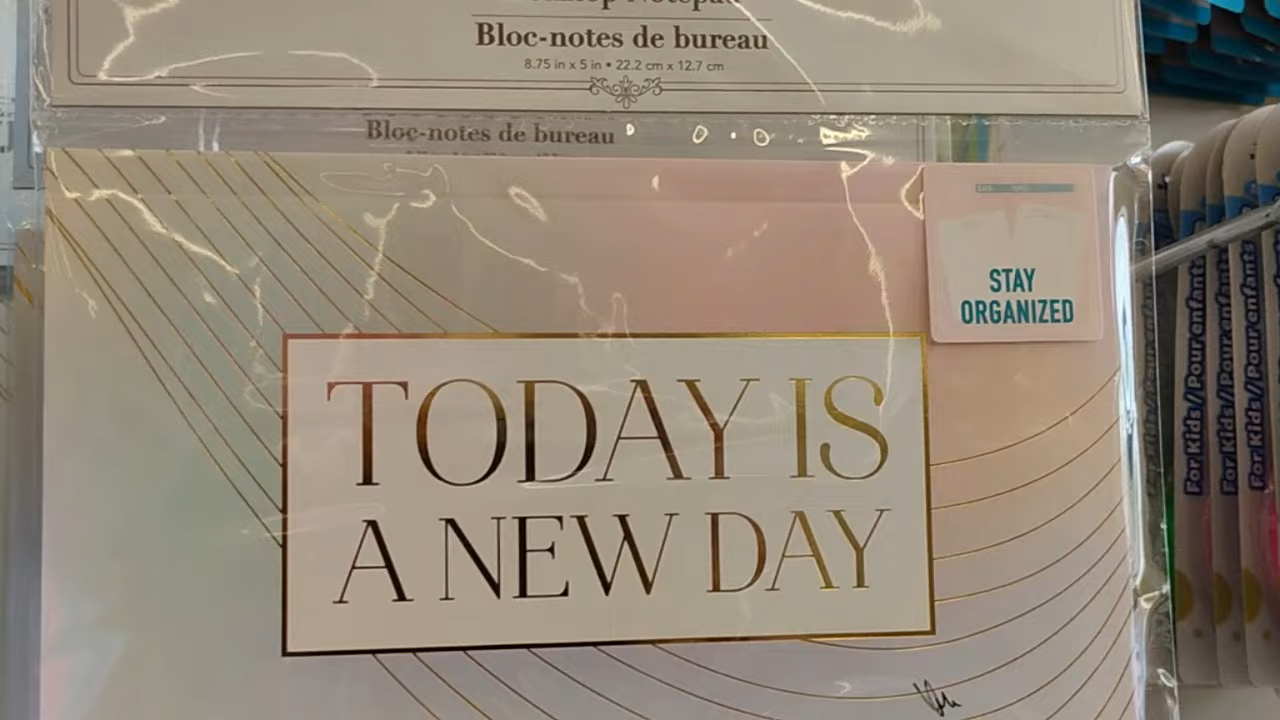 Notepad
Bloc-notes de bureau
8.75 in x 5 in • 22.2 cm x 12.7 cm
Bloc-notes de bureau
STAY
ORGANIZED
TODAY IS
A NEW DAY
For Kids/Pour enfants
For Kids/Pour enfants
For Kids/Pour enfants